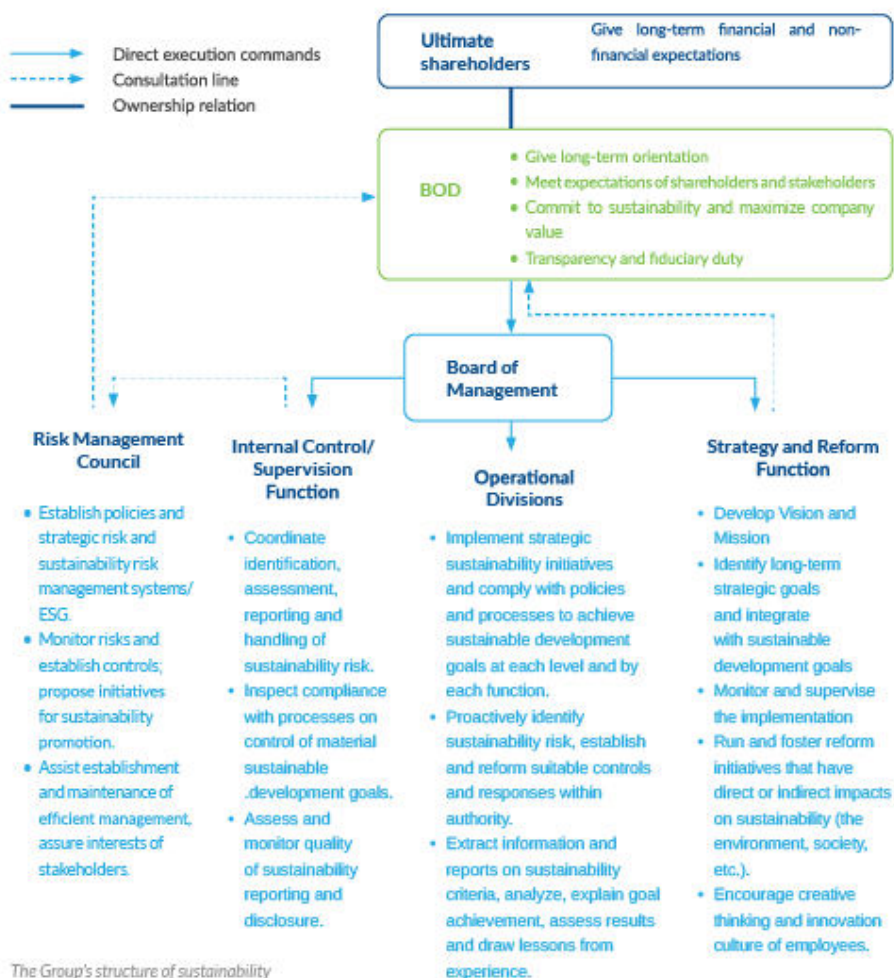 Direct execution commands
Consultation line
Ownership relation
Ultimate
shareholders
Give long-term financial and non-
financial expectations
BOD
• Give long-term orientation
• Meet expectations of shareholders and stakeholders
• Commit to sustainability and maximize company
value
• Transparency and fiduciary duty
Board of
Management
Risk Management
Council
• Establish policies and
strategic risk and
sustainability risk
management systems/
ESG.
• Monitor risks and
establish controls;
propose initiatives
for sustainability
promotion.
• Assist establishment
and maintenance of
efficient management,
assure interests of
stakeholders.
Internal Control/
Supervision
Function
• Coordinate
identification,
assessment,
reporting and
handling of
sustainability risk.
• Inspect compliance
with processes on
control of material
sustainable
.development goals.
• Assess and
monitor quality
of sustainability
reporting and
disclosure.
Operational
Divisions
• Implement strategic
sustainability initiatives
and comply with policies
and processes to achieve
sustainable development
goals at each level and by
each function.
• Proactively identify
sustainability risk, establish
and reform suitable controls
and responses within
authority.
• Extract information and
reports on sustainability
criteria, analyze, explain goal
achievement, assess results
and draw lessons from
experience.
Strategy and Reform
Function
• Develop Vision and
Mission
• Identify long-term
strategic goals
and integrate
with sustainable
development goals
• Monitor and supervise
the implementation
• Run and foster reform
initiatives that have
direct or indirect impacts
on sustainability (the
environment, society,
etc.).
• Encourage creative
thinking and innovation
culture of employees.
The Group's structure of sustainability